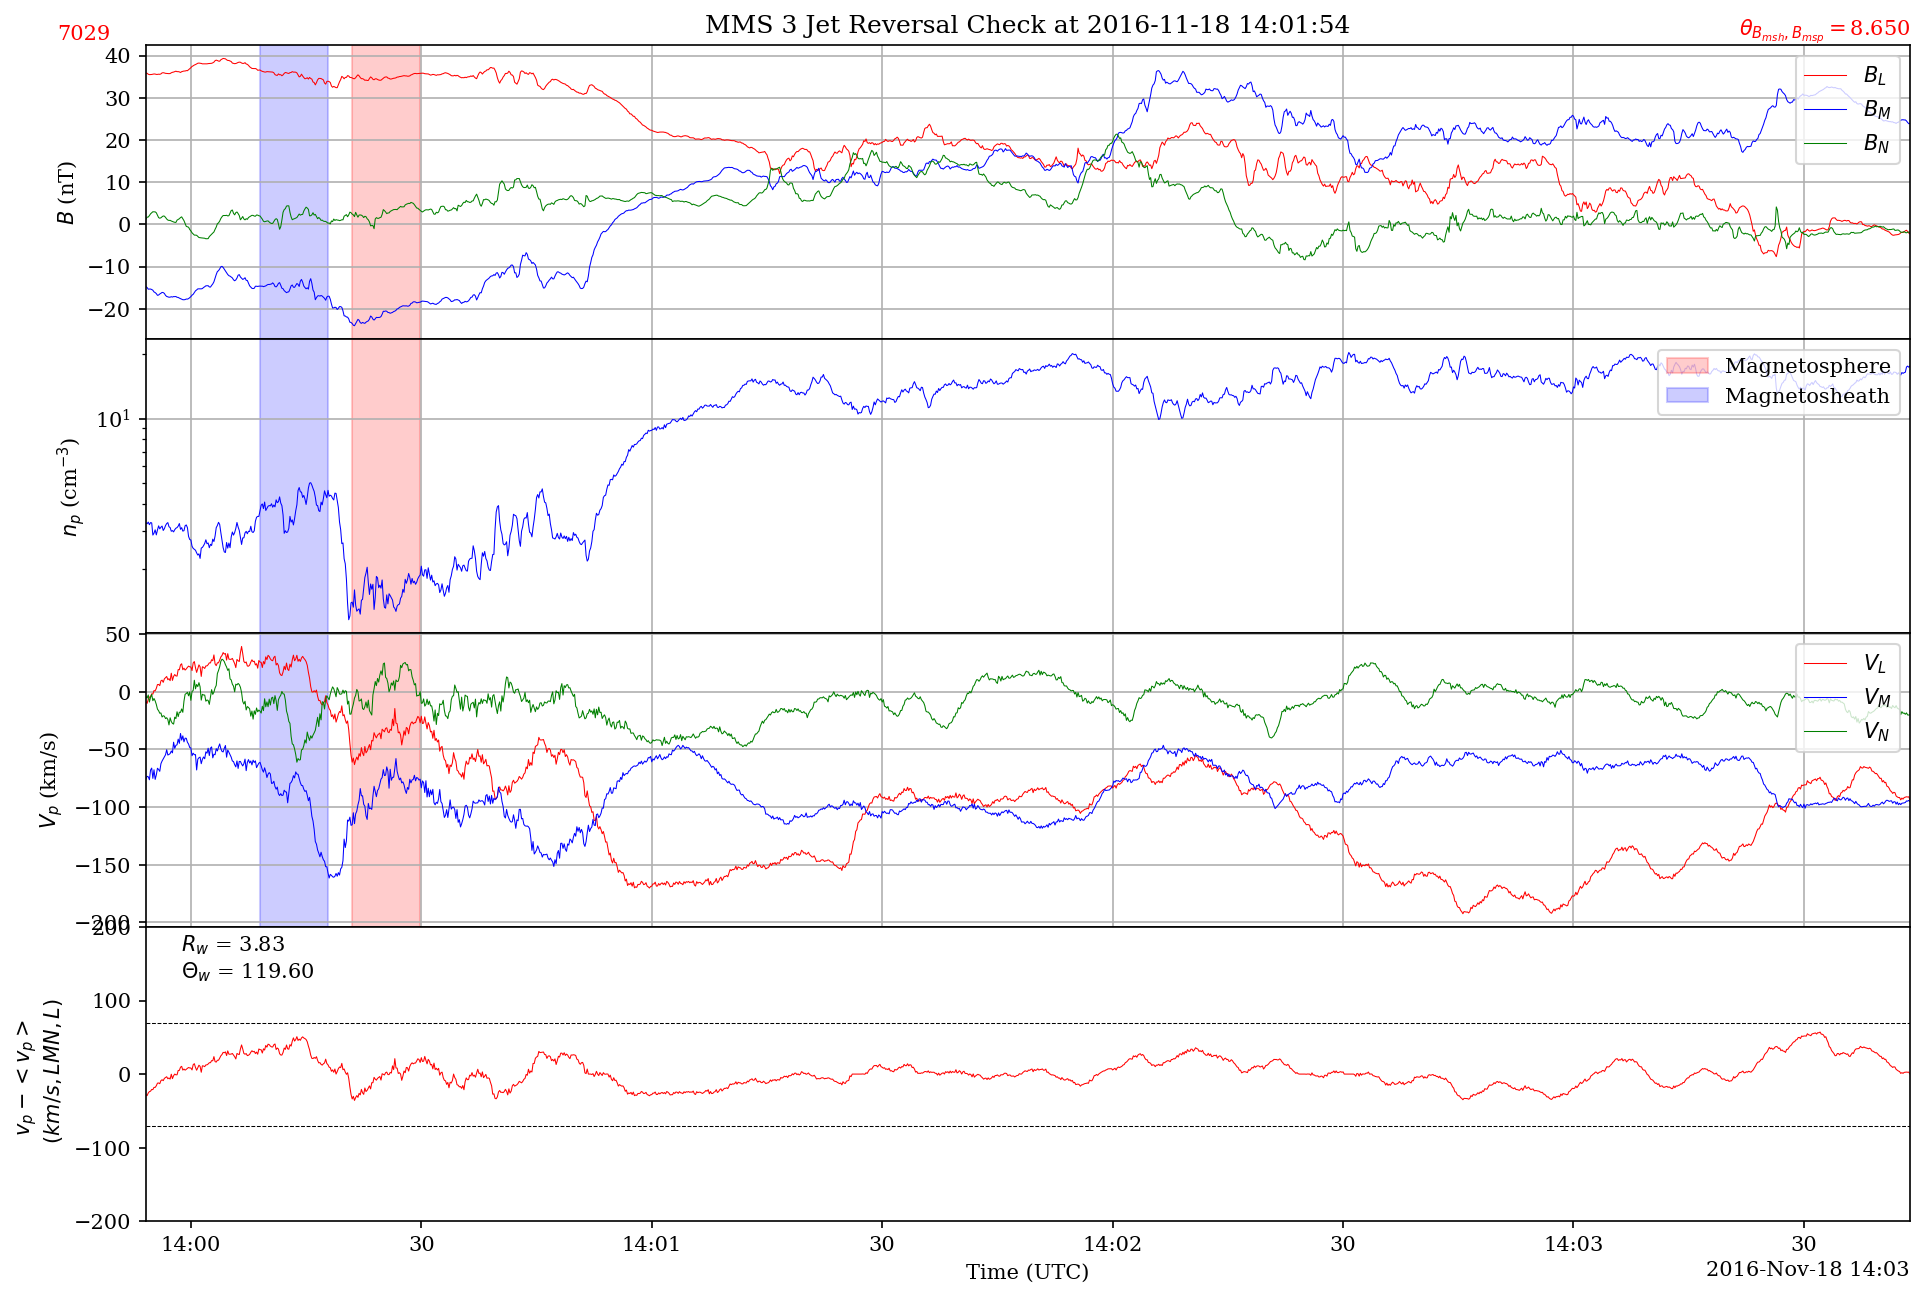 7029
MMS 3 Jet Reversal Check at 2016-11-18 14:01:54
θ_{B_{msh}, B_{msp}} = 8.650
40
30
20
10
0
−10
−20
B (nT)
B_L
B_M
B_N
10^1
n_p (cm^{−3})
Magnetosphere
Magnetosheath
50
0
−50
−100
−150
−200
V_p (km/s)
V_L
V_M
V_N
200
100
0
−100
−200
v_p − < v_p >
(km/s, LMN, L)
R_w = 3.83
Θ_w = 119.60
14:00 30 14:01 30 14:02 30 14:03 30
Time (UTC)
2016-Nov-18 14:03